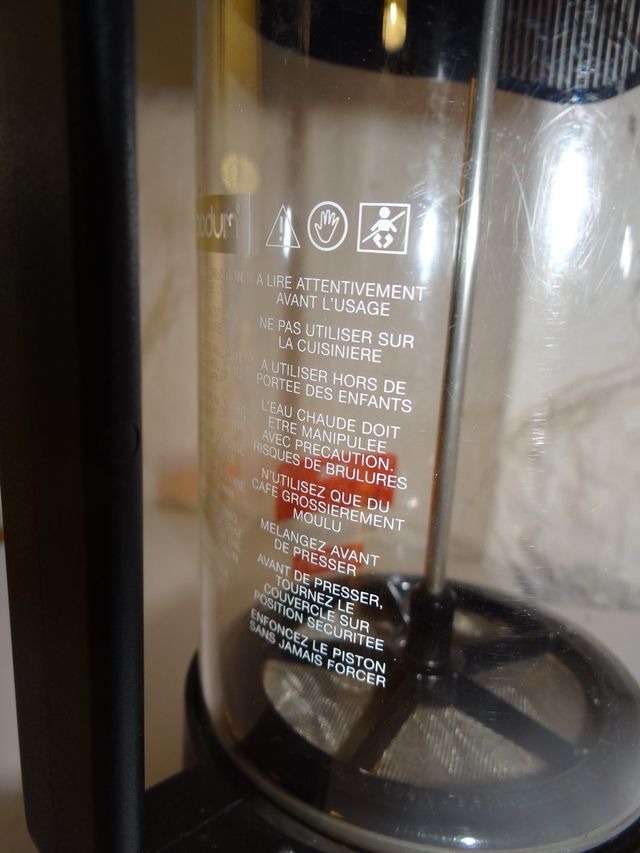 bodum
A LIRE ATTENTIVEMENT
AVANT L'USAGE
NE PAS UTILISER SUR
LA CUISINIERE
A UTILISER HORS DE
PORTEE DES ENFANTS
L'EAU CHAUDE DOIT
ETRE MANIPULEE
AVEC PRECAUTION.
RISQUES DE BRULURES
N'UTILISEZ QUE DU
CAFE GROSSIEREMENT
MOULU
MELANGEZ AVANT
DE PRESSER
AVANT DE PRESSER,
TOURNEZ LE
COUVERCLE SUR
POSITION SECURITEE
ENFONCEZ LE PISTON
SANS JAMAIS FORCER